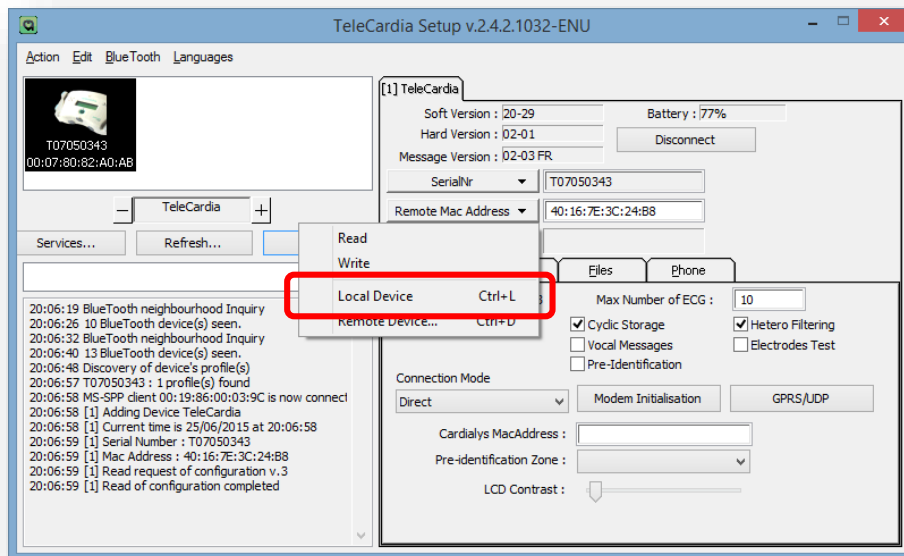 TeleCardia Setup v.2.4.2.1032-ENU
Action Edit BlueTooth Languages
T07050343
00:07:80:82:A0:AB
TeleCardia
Services... Refresh...
20:06:19 BlueTooth neighbourhood Inquiry
20:06:26 10 BlueTooth device(s) seen.
20:06:32 BlueTooth neighbourhood Inquiry
20:06:40 13 BlueTooth device(s) seen.
20:06:48 Discovery of device's profile(s)
20:06:57 T07050343 : 1 profile(s) found
20:06:58 MS-SPP client 00:19:86:00:03:9C is now connect
20:06:58 [1] Adding Device TeleCardia
20:06:58 [1] Current time is 25/06/2015 at 20:06:58
20:06:59 [1] Serial Number : T07050343
20:06:59 [1] Mac Address : 40:16:7E:3C:24:B8
20:06:59 [1] Read request of configuration v.3
20:06:59 [1] Read of configuration completed
[1] TeleCardia
Soft Version : 20-29 Battery : 77%
Hard Version : 02-01 Disconnect
Message Version : 02-03 FR
SerialNr T07050343
Remote Mac Address 40:16:7E:3C:24:B8
Read
Write
Local Device Ctrl+L
Remote Device... Ctrl+D
Files Phone
Max Number of ECG : 10
Cyclic Storage Hetero Filtering
Vocal Messages Electrodes Test
Pre-Identification
Connection Mode
Direct Modem Initialisation GPRS/UDP
Cardialys MacAddress :
Pre-identification Zone :
LCD Contrast :